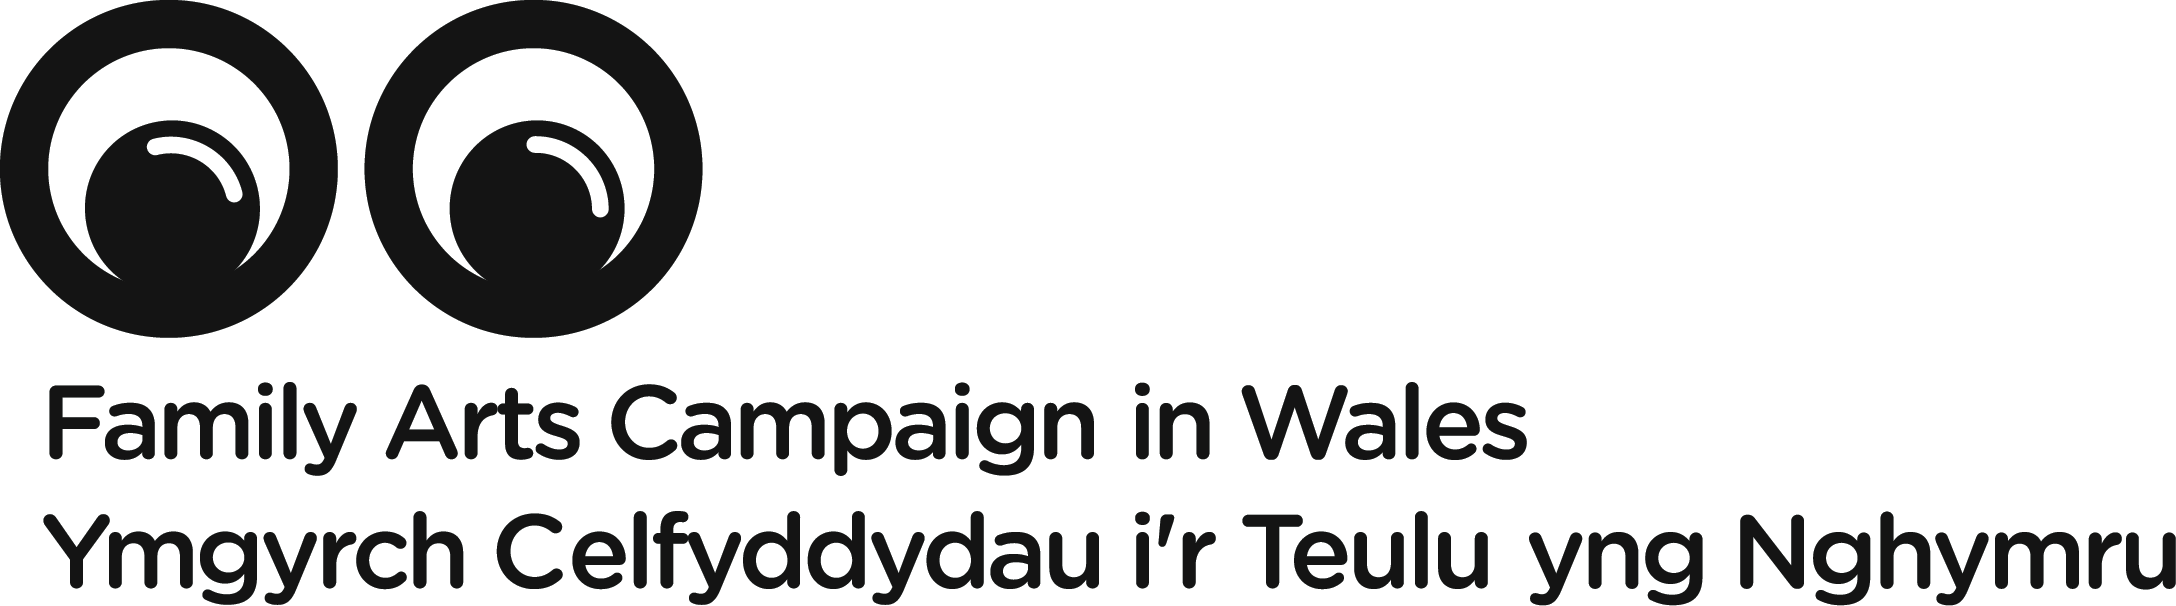 Family Arts Campaign in Wales
Ymgyrch Celfyddydau i'r Teulu yng Nghymru